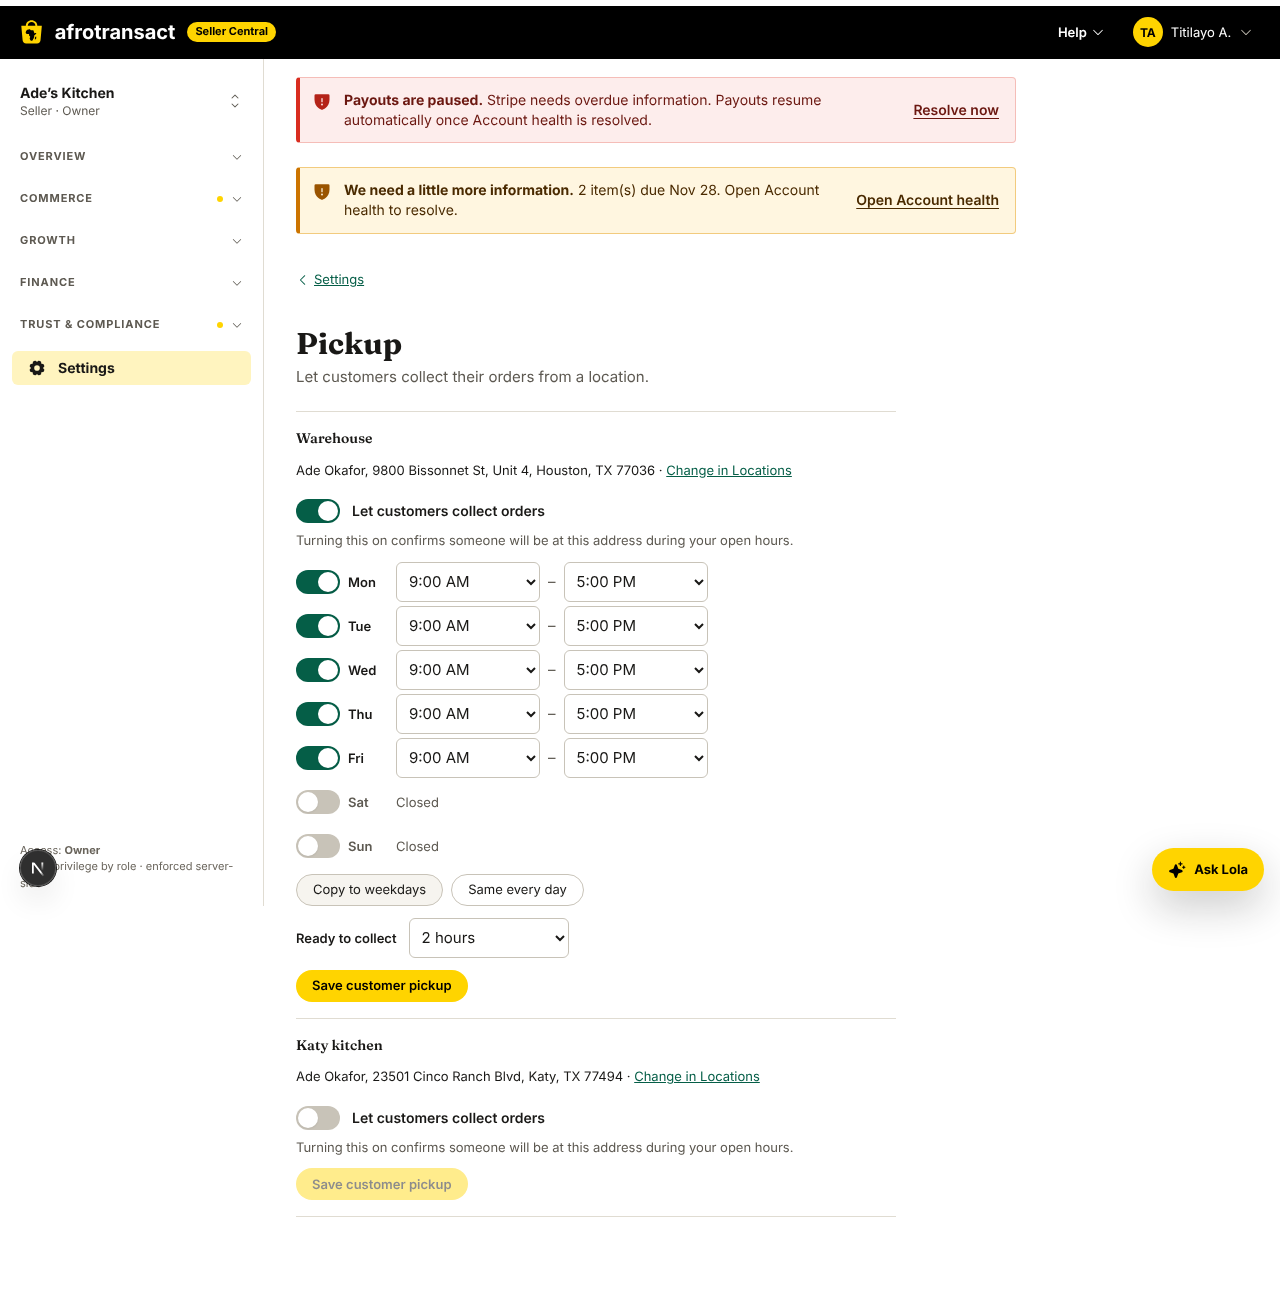 afrotransact Seller Central
Help
TA Titilayo A.
Ade's Kitchen
Seller · Owner
OVERVIEW
COMMERCE
GROWTH
FINANCE
TRUST & COMPLIANCE
Settings
Access: Owner
privilege by role · enforced server-
N
Payouts are paused. Stripe needs overdue information. Payouts resume
automatically once Account health is resolved.
Resolve now
We need a little more information. 2 item(s) due Nov 28. Open Account
health to resolve.
Open Account health
Settings
Pickup
Let customers collect their orders from a location.
Warehouse
Ade Okafor, 9800 Bissonnet St, Unit 4, Houston, TX 77036 · Change in Locations
Let customers collect orders
Turning this on confirms someone will be at this address during your open hours.
Mon 9:00 AM – 5:00 PM
Tue 9:00 AM – 5:00 PM
Wed 9:00 AM – 5:00 PM
Thu 9:00 AM – 5:00 PM
Fri 9:00 AM – 5:00 PM
Sat Closed
Sun Closed
Copy to weekdays Same every day
Ready to collect 2 hours
Save customer pickup
Katy kitchen
Ade Okafor, 23501 Cinco Ranch Blvd, Katy, TX 77494 · Change in Locations
Let customers collect orders
Turning this on confirms someone will be at this address during your open hours.
Save customer pickup
Ask Lola